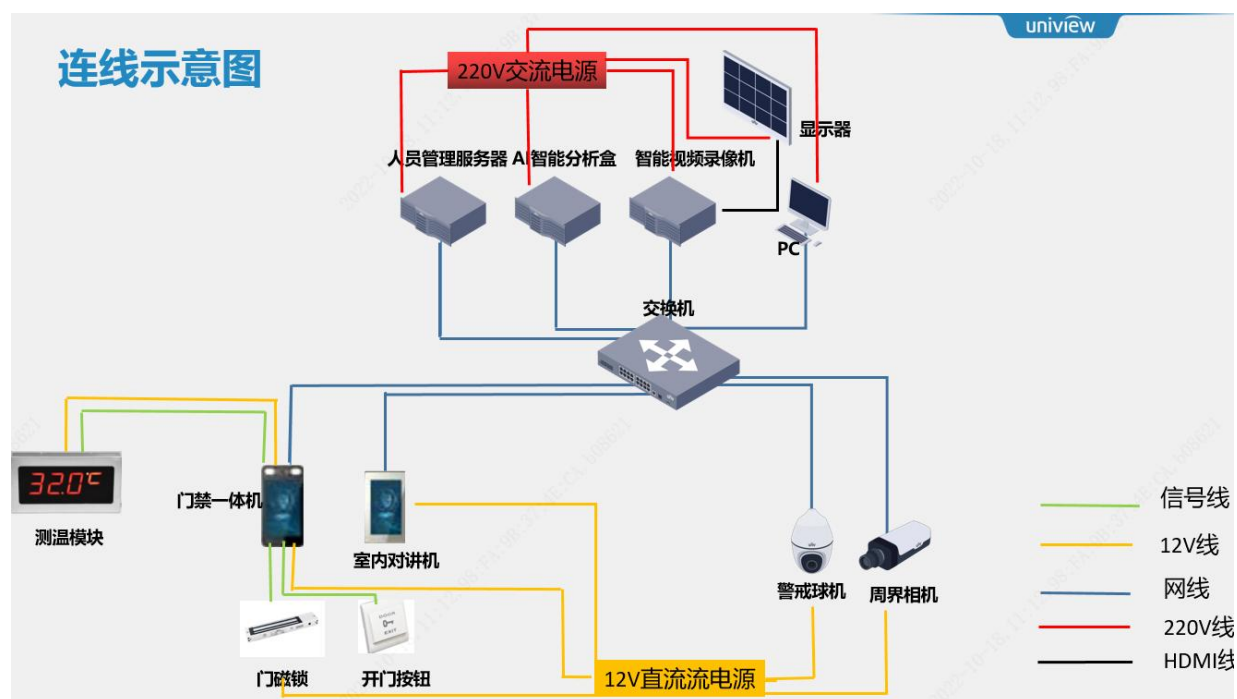 uniview
连线示意图
220V交流电源
显示器
人员管理服务器
AI智能分析盒
智能视频录像机
PC
交换机
32.0℃
测温模块
门禁一体机
室内对讲机
警戒球机
周界相机
信号线
12V线
网线
220V线
HDMI线
EXIT
门磁锁
开门按钮
12V直流流电源